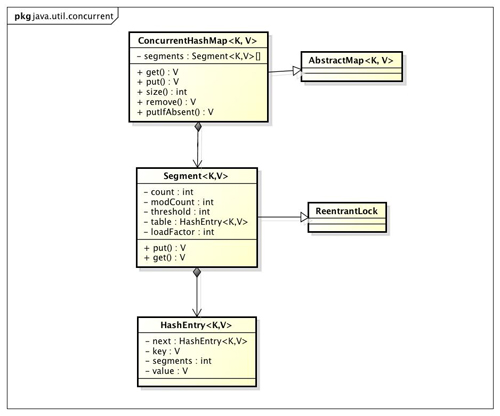 pkg java.util.concurrent
ConcurrentHashMap<K, V>
- segments : Segment<K,V>[]
+ get() : V
+ put() : V
+ size() : int
+ remove() : V
+ putIfAbsent() : V
AbstractMap<K, V>
Segment<K,V>
- count : int
- modCount : int
- threshold : int
- table : HashEntry<K,V>
- loadFactor : int
+ put() : V
+ get() : V
ReentrantLock
HashEntry<K,V>
- next : HashEntry<K,V>
- key : V
- segments : int
- value : V